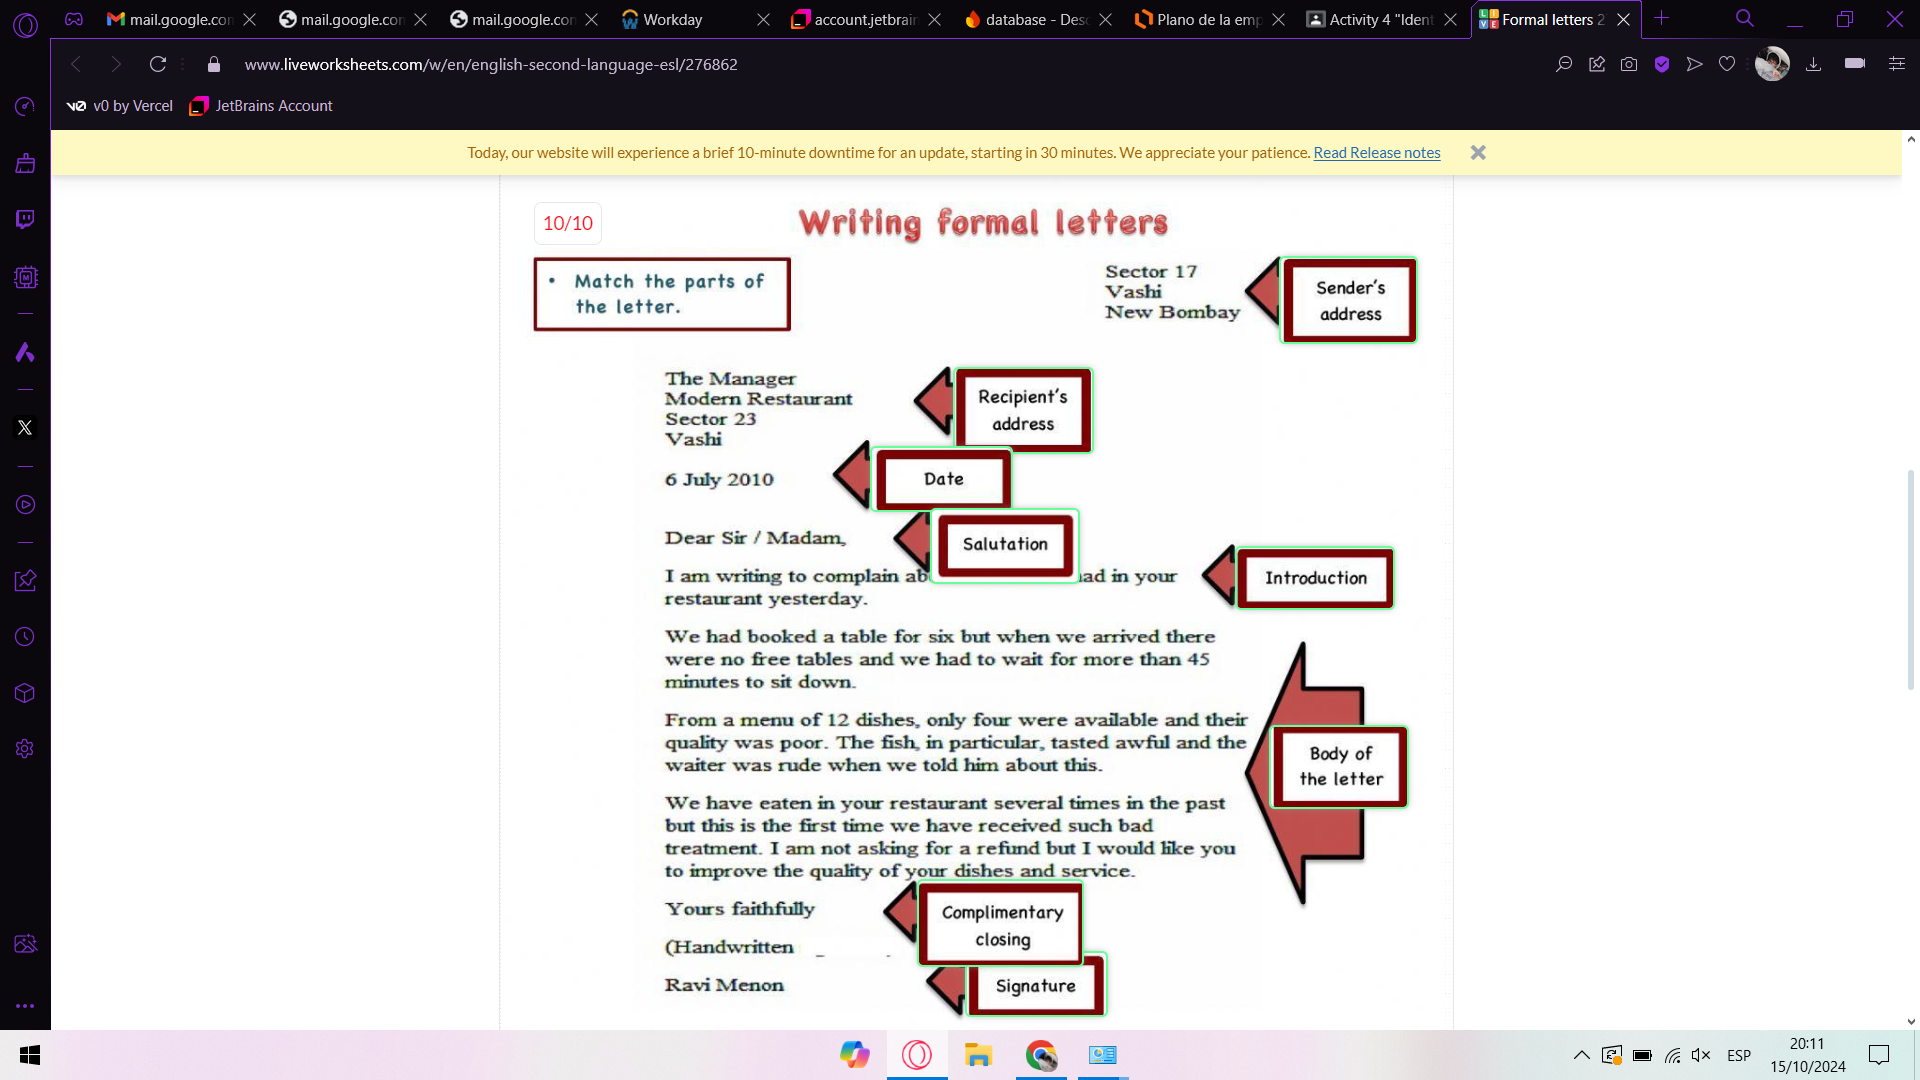 mail.google.con
mail.google.con
mail.google.con
Workday
account.jetbrain
database - Desc
Plano de la emp
Activity 4 "Ident
Formal letters 2
www.liveworksheets.com/w/en/english-second-language-esl/276862
v0 by Vercel
JetBrains Account
Today, our website will experience a brief 10-minute downtime for an update, starting in 30 minutes. We appreciate your patience. Read Release notes
10/10
Writing formal letters
• Match the parts of
the letter.
Sector 17
Vashi
New Bombay
Sender's
address
The Manager
Modern Restaurant
Sector 23
Vashi
Recipient's
address
6 July 2010
Date
Dear Sir / Madam,
Salutation
I am writing to complain ab ad in your
restaurant yesterday.
Introduction
We had booked a table for six but when we arrived there
were no free tables and we had to wait for more than 45
minutes to sit down.
From a menu of 12 dishes, only four were available and their
quality was poor. The fish, in particular, tasted awful and the
waiter was rude when we told him about this.
Body of
the letter
We have eaten in your restaurant several times in the past
but this is the first time we have received such bad
treatment. I am not asking for a refund but I would like you
to improve the quality of your dishes and service.
Yours faithfully
Complimentary
closing
(Handwritten
Ravi Menon
Signature
ESP
20:11
15/10/2024